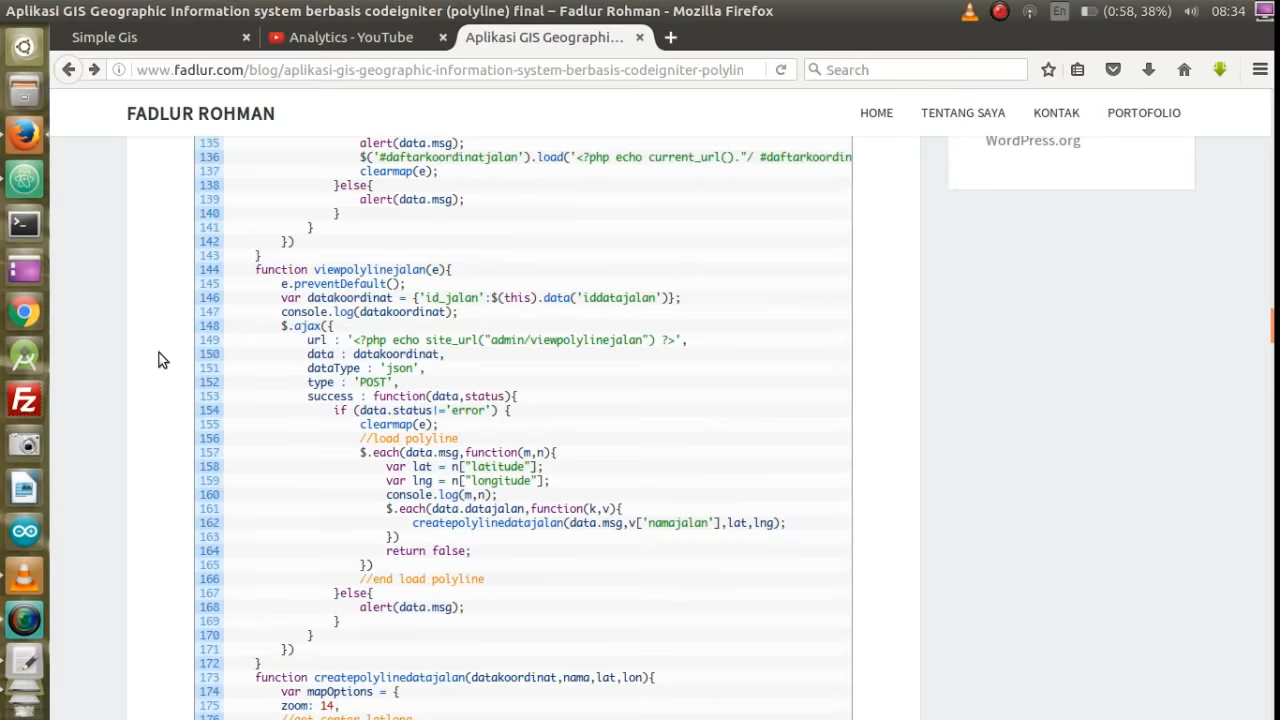 Aplikasi GIS Geographic Information system berbasis codeigniter (polyline) final – Fadlur Rohman - Mozilla Firefox
En
(0:58, 38%)
08:34
Simple Gis
Analytics - YouTube
Aplikasi GIS Geographi...
www.fadlur.com/blog/aplikasi-gis-geographic-information-system-berbasis-codeigniter-polylin
Search
FADLUR ROHMAN
HOME
TENTANG SAYA
KONTAK
PORTOFOLIO
WordPress.org
135 alert(data.msg);
136 $('#daftarkoordinatjalan').load('<?php echo current_url()."/ #daftarkoordin
137 clearmap(e);
138 }else{
139 alert(data.msg);
140 }
141 }
142 })
143 }
144 function viewpolylinejalan(e){
145 e.preventDefault();
146 var datakoordinat = {'id_jalan':$(this).data('iddatajalan')};
147 console.log(datakoordinat);
148 $.ajax({
149 url : '<?php echo site_url("admin/viewpolylinejalan") ?>',
150 data : datakoordinat,
151 dataType : 'json',
152 type : 'POST',
153 success : function(data,status){
154 if (data.status!='error') {
155 clearmap(e);
156 //load polyline
157 $.each(data.msg,function(m,n){
158 var lat = n["latitude"];
159 var lng = n["longitude"];
160 console.log(m,n);
161 $.each(data.datajalan,function(k,v){
162 createpolylinedatajalan(data.msg,v['namajalan'],lat,lng);
163 })
164 return false;
165 })
166 //end load polyline
167 }else{
168 alert(data.msg);
169 }
170 }
171 })
172 }
173 function createpolylinedatajalan(datakoordinat,nama,lat,lon){
174 var mapOptions = {
175 zoom: 14,
176 //get center latlong